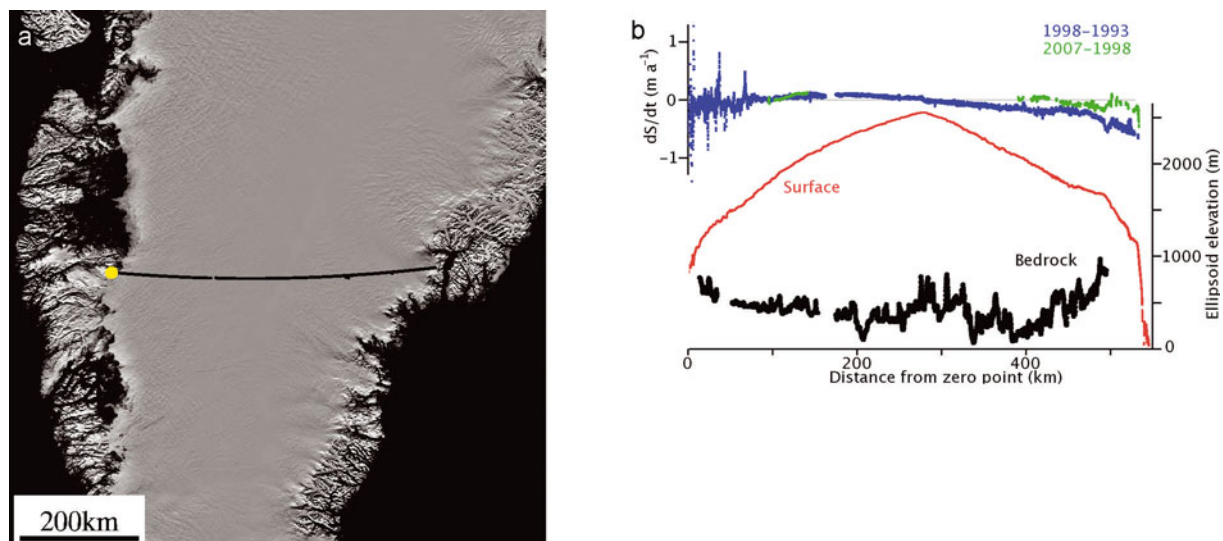 a
200km
b
1998–1993
2007–1998
dS/dt (m a⁻¹)
1
0
-1
Surface
Bedrock
2000
1000
0
Ellipsoid elevation (m)
0
200
400
Distance from zero point (km)